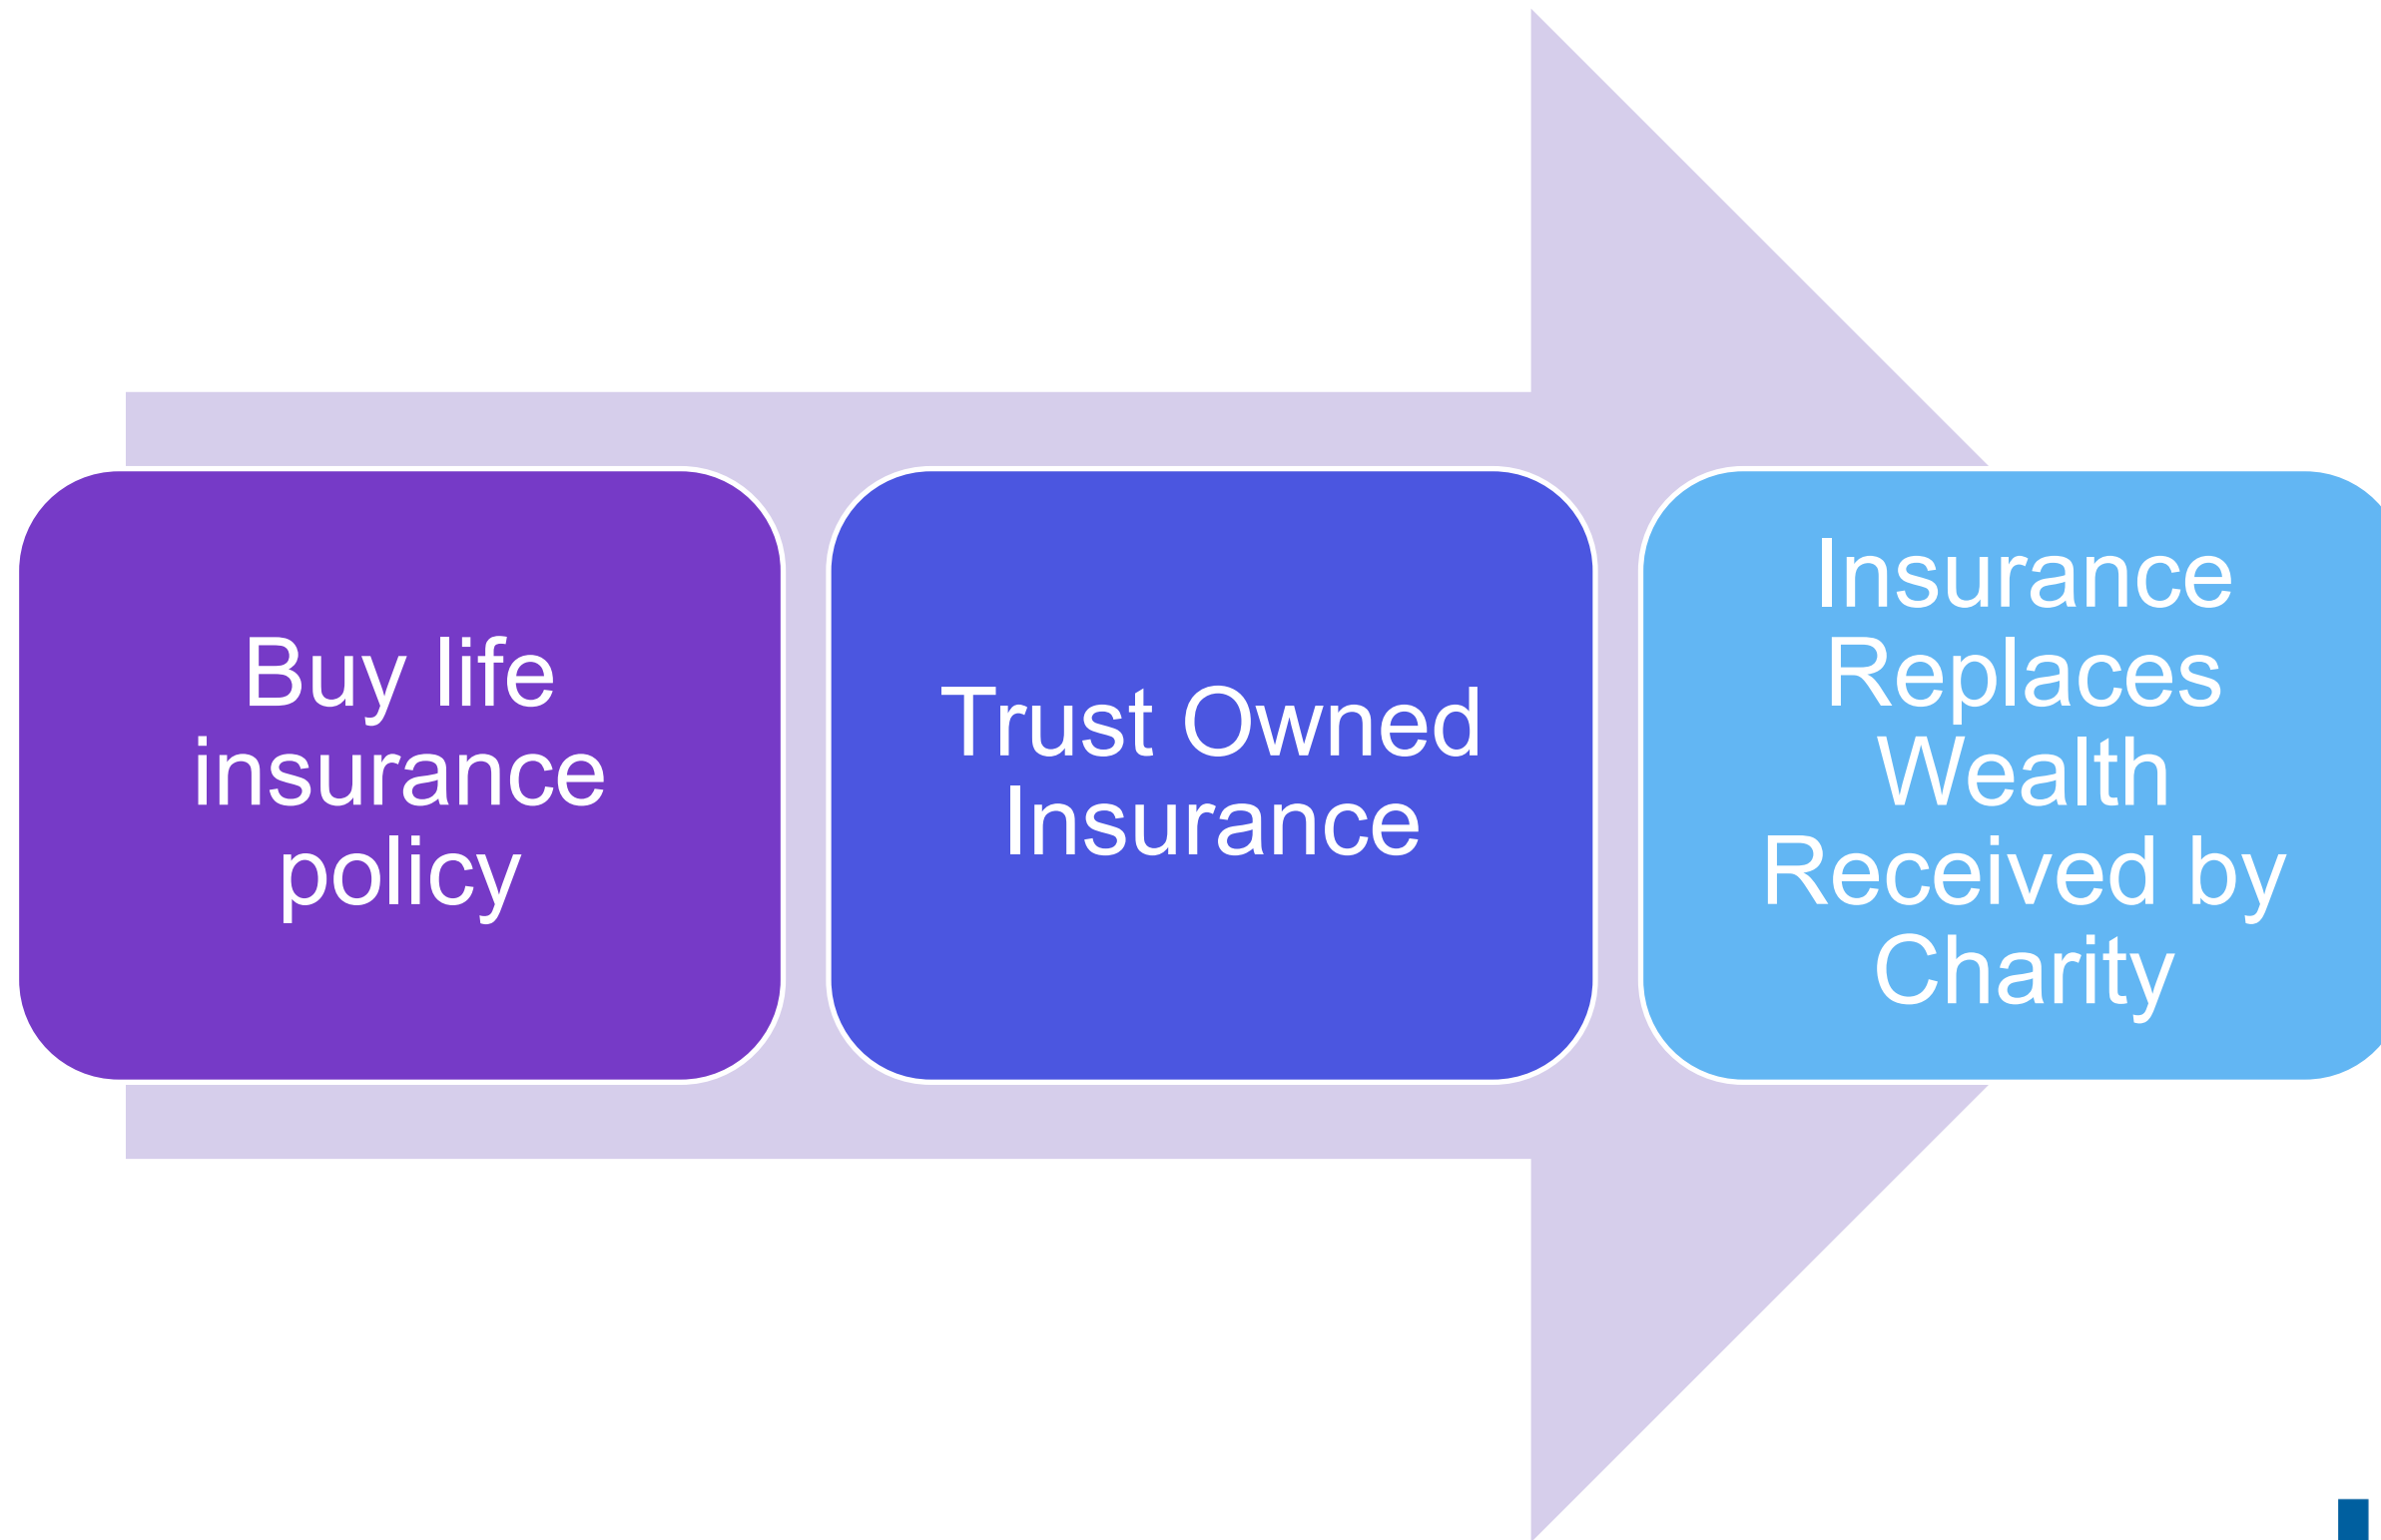 Buy life
insurance
policy
Trust Owned
Insurance
Insurance
Replaces
Wealth
Received by
Charity